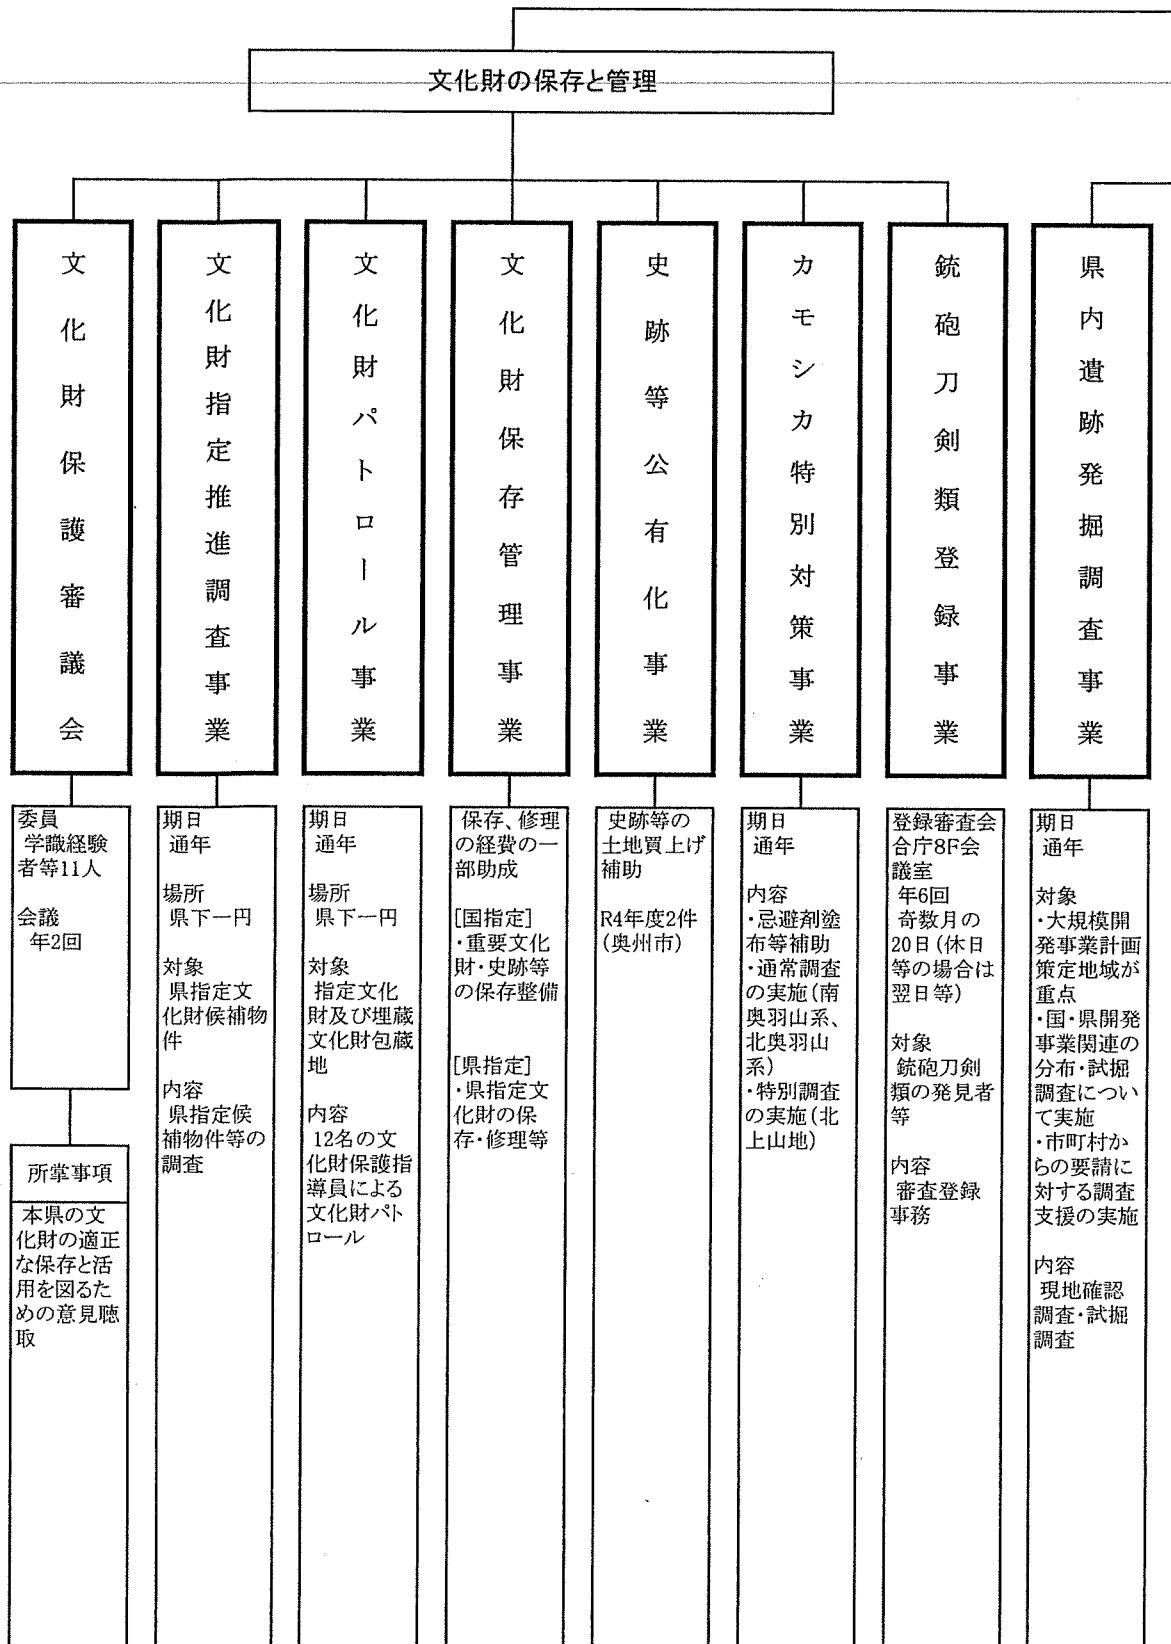 文化財の保存と管理
文化財保護審議会
委員
学識経験
者等11人
会議
年2回
所掌事項
本県の文
化財の適正
な保存と活
用を図るた
めの意見聴
取
文化財指定推進調査事業
期日
通年
場所
県下一円
対象
県指定文
化財候補物
件
内容
県指定候
補物件等の
調査
文化財パトロール事業
期日
通年
場所
県下一円
対象
指定文化
財及び埋蔵
文化財包蔵
地
内容
12名の文
化財保護指
導員による
文化財パト
ロール
文化財保存管理事業
保存、修理
の経費の一
部助成
[国指定]
・重要文化
財・史跡等
の保存整備
[県指定]
・県指定文
化財の保
存・修理等
史跡等公有化事業
史跡等の
土地買上げ
補助
R4年度2件
(奥州市)
カモシカ特別対策事業
期日
通年
内容
・忌避剤塗
布等補助
・通常調査
の実施(南
奥羽山系、
北奥羽山
系)
・特別調査
の実施(北
上山地)
銃砲刀剣類登録事業
登録審査会
合庁8F会
議室
年6回
奇数月の
20日(休日
等の場合は
翌日等)
対象
銃砲刀剣
類の発見者
等
内容
審査登録
事務
県内遺跡発掘調査事業
期日
通年
対象
・大規模開
発事業計画
策定地域が
重点
・国・県開発
事業関連の
分布・試掘
調査につい
て実施
・市町村か
らの要請に
対する調査
支援の実施
内容
現地確認
調査・試掘
調査